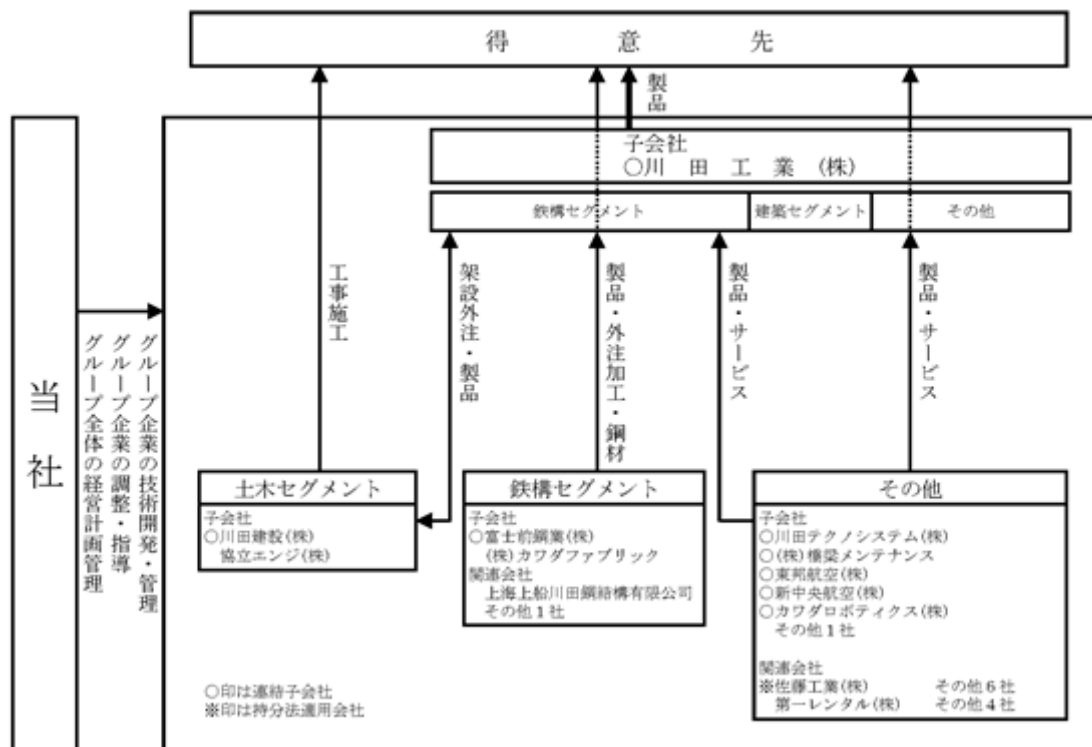 得意先
製品
子会社
○川田工業(株)
鉄構セグメント
建築セグメント
その他
工事施工
架設外注・製品
製品・外注加工・鋼材
製品・サービス
製品・サービス
当社
グループ企業の技術開発・管理
グループ企業の調整・指導
グループ全体の経営計画管理
土木セグメント
子会社
○川田建設(株)
協立エンジ(株)
鉄構セグメント
子会社
○富士前鋼業(株)
(株)カワダファブリック
関連会社
上海上船川田鋼結構有限公司
その他1社
その他
子会社
○川田テクノシステム(株)
○(株)橋梁メンテナンス
○東邦航空(株)
○新中央航空(株)
○カワダロボティクス(株)
その他1社
関連会社
※佐藤工業(株) その他6社
第一レンタル(株) その他4社
○印は連結子会社
※印は持分法適用会社